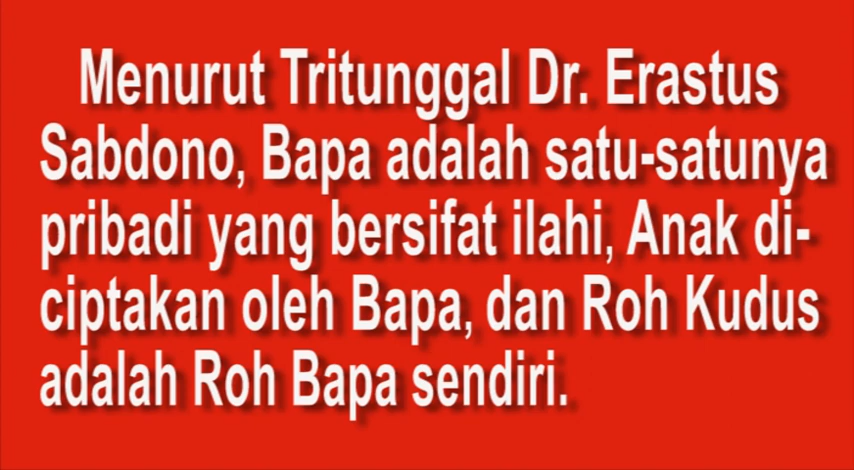 Menurut Tritunggal Dr. Erastus
Sabdono, Bapa adalah satu-satunya
pribadi yang bersifat ilahi, Anak di-
ciptakan oleh Bapa, dan Roh Kudus
adalah Roh Bapa sendiri.